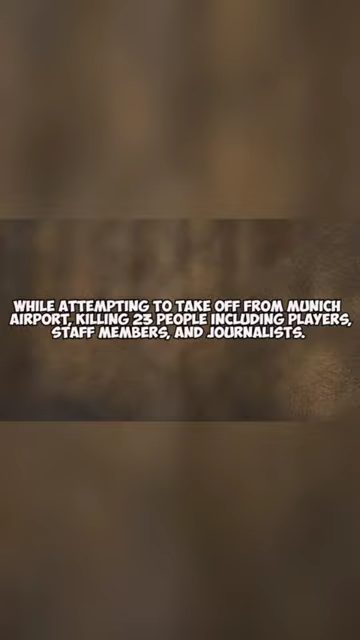 WHILE ATTEMPTING TO TAKE OFF FROM MUNICH
AIRPORT, KILLING 23 PEOPLE INCLUDING PLAYERS,
STAFF MEMBERS, AND JOURNALISTS.